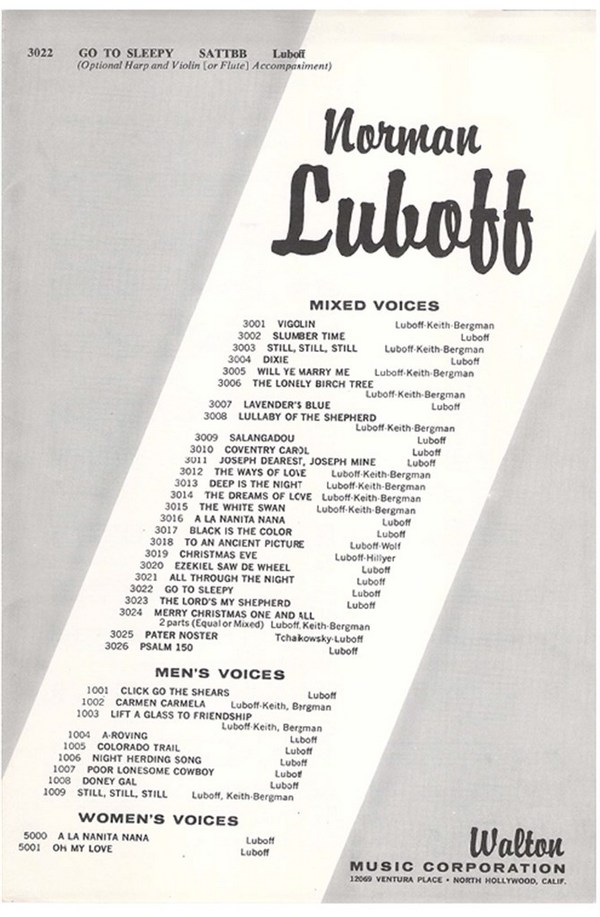 3022 GO TO SLEEPY SATTBB Luboff
(Optional Harp and Violin [or Flute] Accompaniment)
Norman
Luboff
MIXED VOICES
3001 VIGOLIN Luboff-Keith-Bergman
3002 SLUMBER TIME Luboff
3003 STILL, STILL, STILL Luboff-Keith-Bergman
3004 DIXIE Luboff
3005 WILL YE MARRY ME Luboff-Keith-Bergman
3006 THE LONELY BIRCH TREE
Luboff-Keith-Bergman
3007 LAVENDER'S BLUE Luboff
3008 LULLABY OF THE SHEPHERD
Luboff-Keith-Bergman
3009 SALANGADOU Luboff
3010 COVENTRY CAROL Luboff
3011 JOSEPH DEAREST, JOSEPH MINE Luboff
3012 THE WAYS OF LOVE Luboff-Keith-Bergman
3013 DEEP IS THE NIGHT Luboff-Keith-Bergman
3014 THE DREAMS OF LOVE Luboff-Keith-Bergman
3015 THE WHITE SWAN Luboff-Keith-Bergman
3016 A LA NANITA NANA Luboff
3017 BLACK IS THE COLOR Luboff
3018 TO AN ANCIENT PICTURE Luboff-Wolf
3019 CHRISTMAS EVE Luboff-Hillyer
3020 EZEKIEL SAW DE WHEEL Luboff
3021 ALL THROUGH THE NIGHT Luboff
3022 GO TO SLEEPY Luboff
3023 THE LORD'S MY SHEPHERD Luboff
3024 MERRY CHRISTMAS ONE AND ALL
2 parts (Equal or Mixed) Luboff, Keith-Bergman
3025 PATER NOSTER Tchakowsky-Luboff
3026 PSALM 150 Luboff
MEN'S VOICES
1001 CLICK GO THE SHEARS Luboff
1002 CARMEN CARMELA Luboff-Keith, Bergman
1003 LIFT A GLASS TO FRIENDSHIP
Luboff-Keith, Bergman
1004 A-ROVING Luboff
1005 COLORADO TRAIL Luboff
1006 NIGHT HERDING SONG Luboff
1007 POOR LONESOME COWBOY Luboff
1008 DONEY GAL Luboff
1009 STILL, STILL, STILL Luboff, Keith-Bergman
WOMEN'S VOICES
5000 A LA NANITA NANA Luboff
5001 OH MY LOVE Luboff
Walton
MUSIC CORPORATION
12069 VENTURA PLACE • NORTH HOLLYWOOD, CALIF.